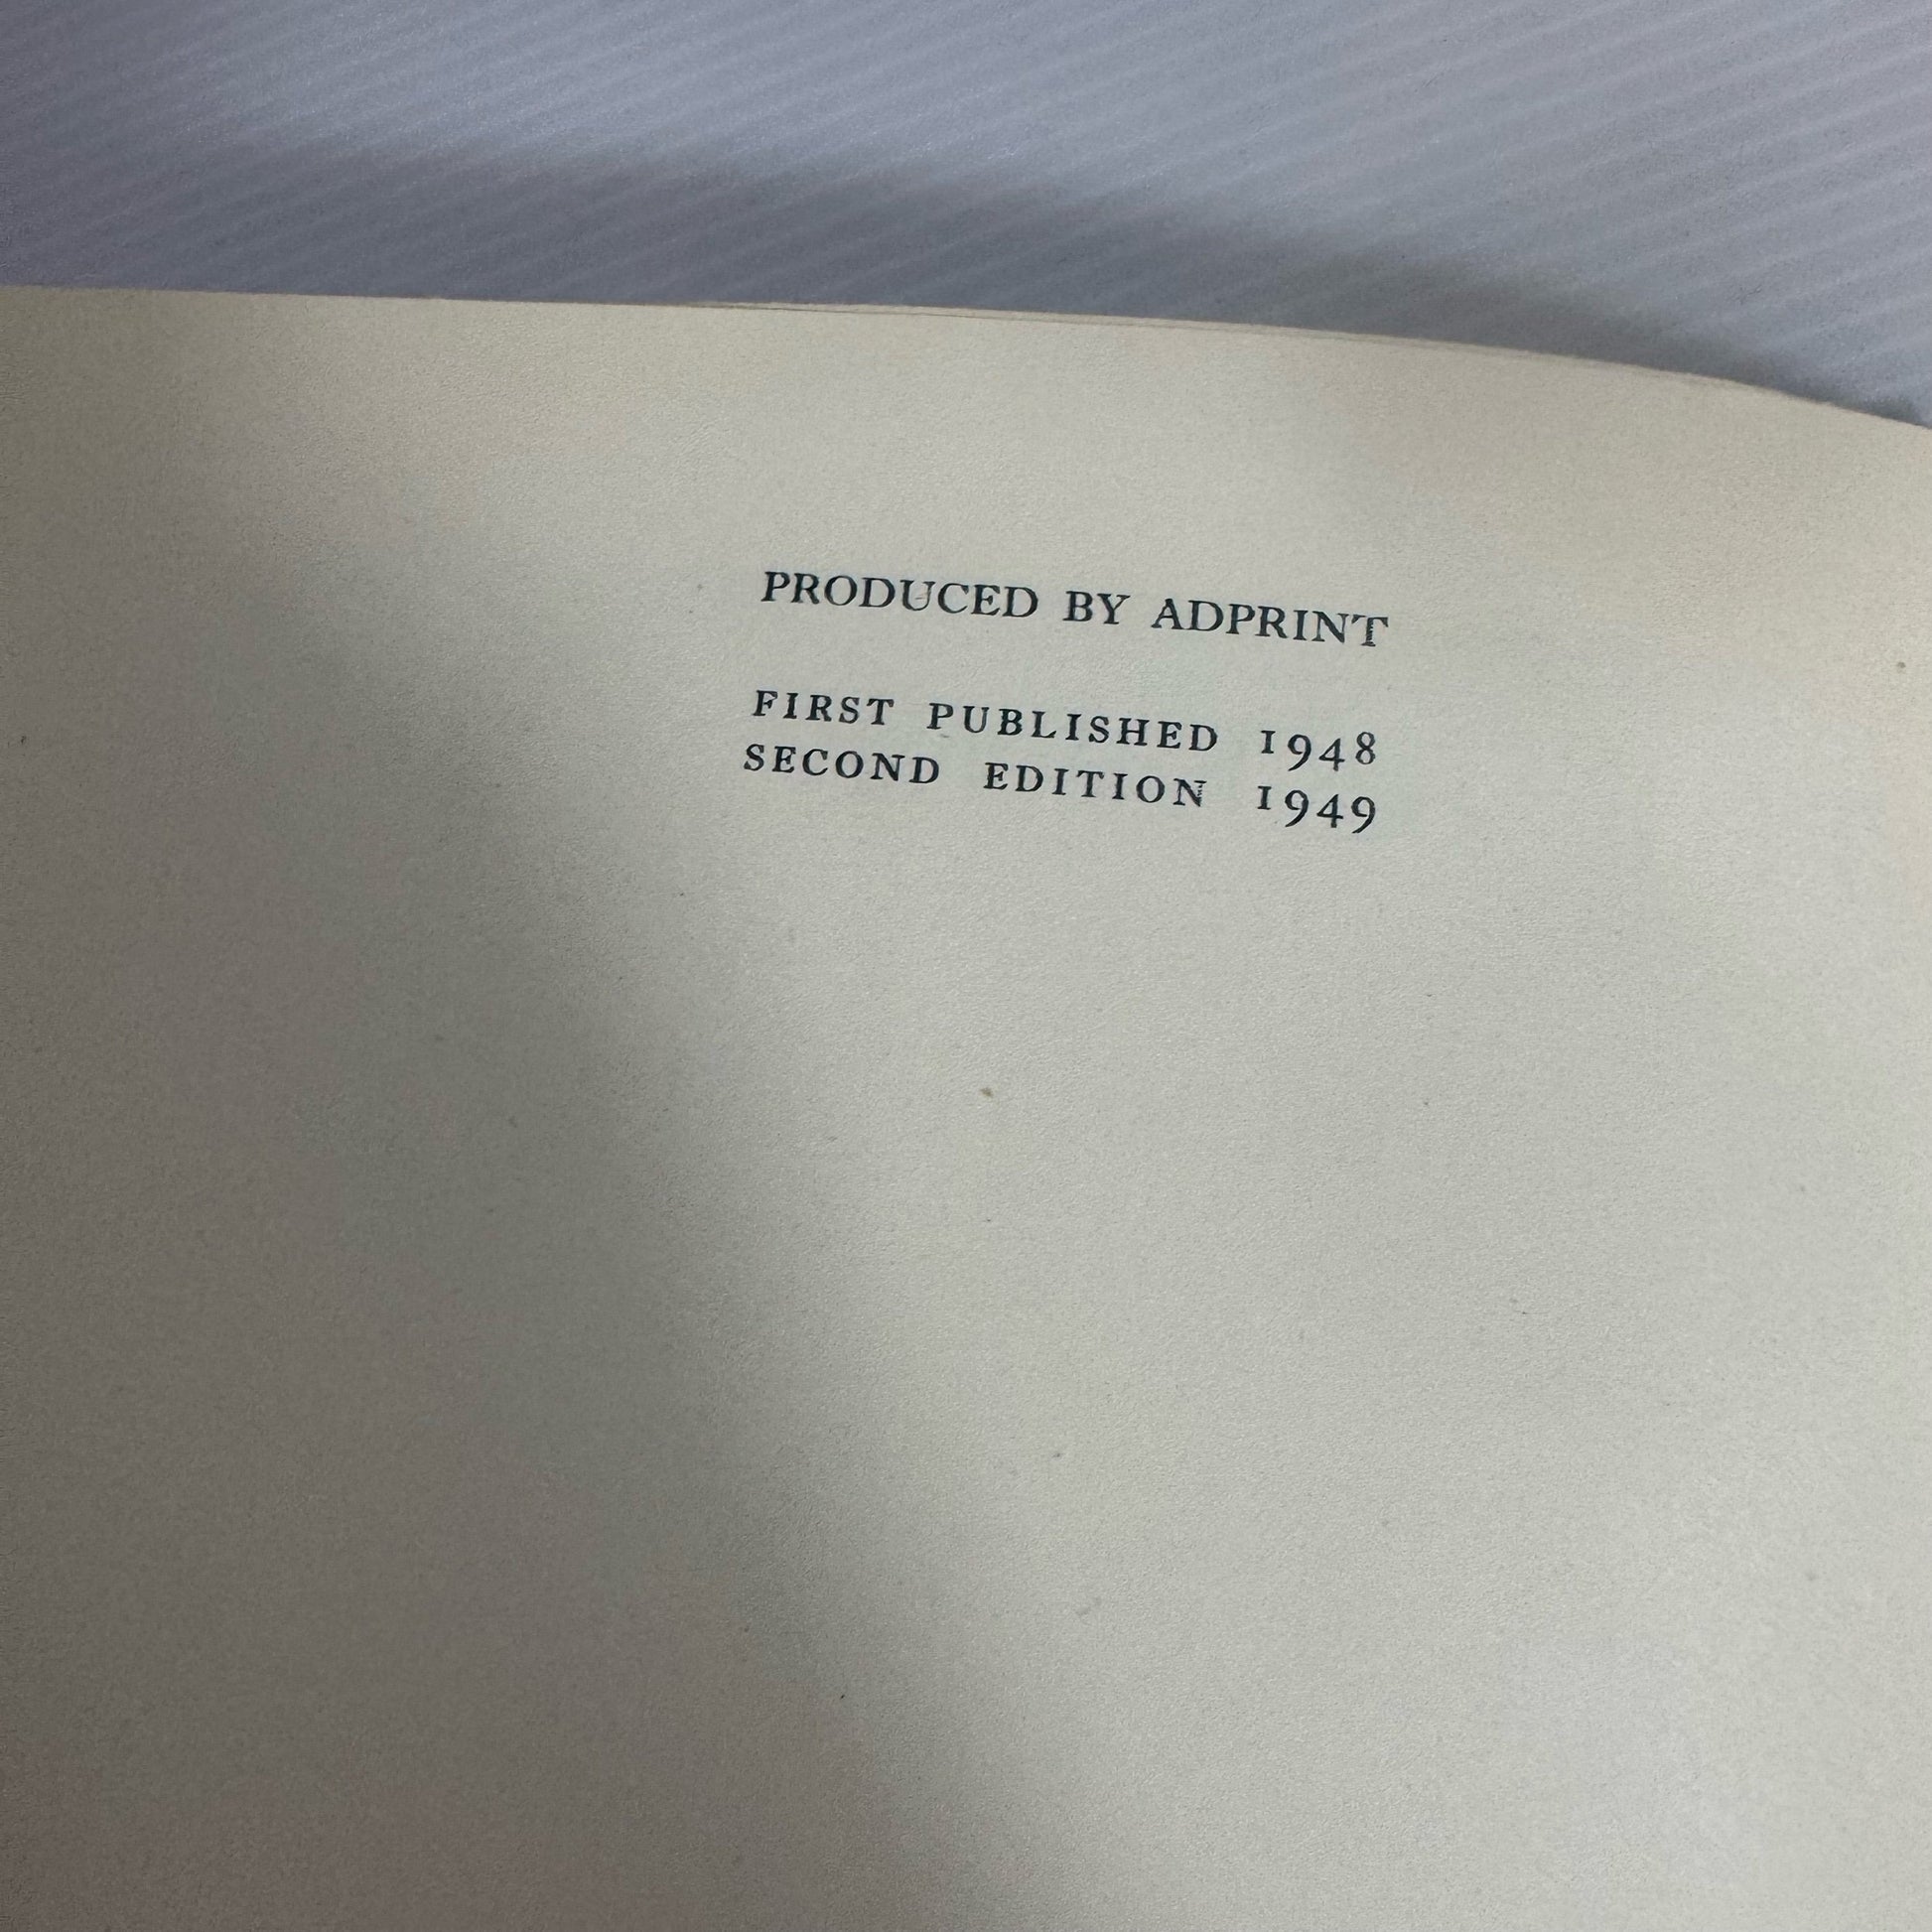 PRODUCED BY ADPRINT
FIRST PUBLISHED 1948
SECOND EDITION 1949